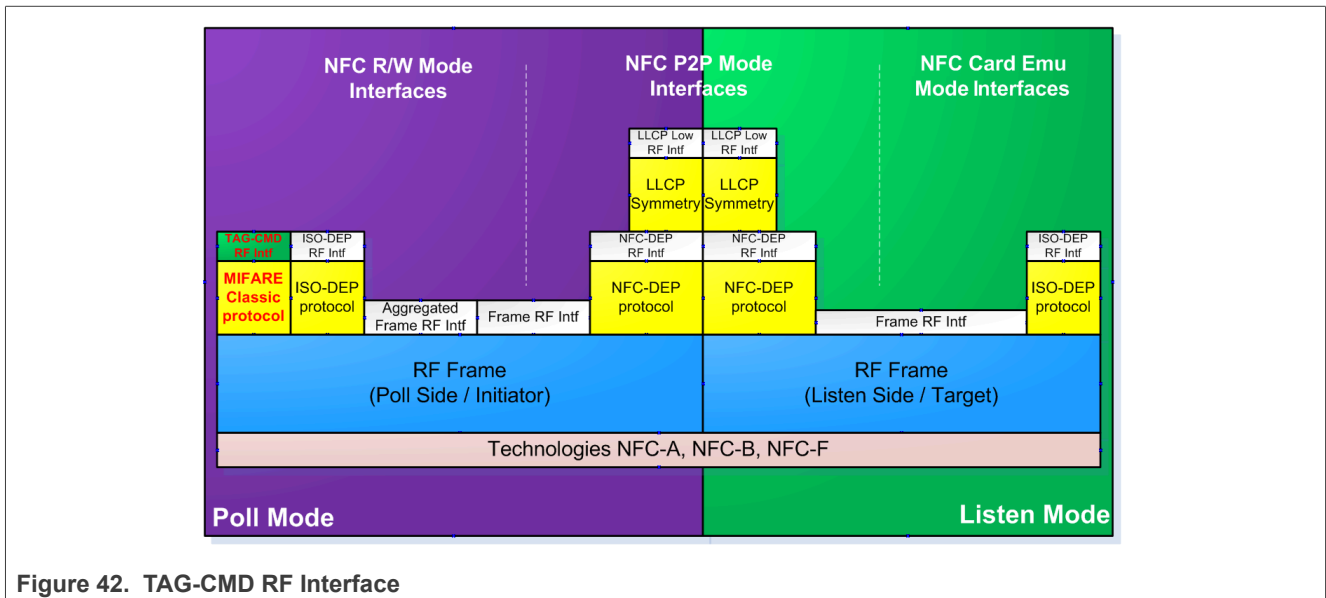 NFC R/W Mode
Interfaces
NFC P2P Mode
Interfaces
NFC Card Emu
Mode Interfaces
LLCP Low
RF Intf
LLCP Low
RF Intf
LLCP
Symmetry
LLCP
Symmetry
TAG-CMD
RF Intf
ISO-DEP
RF Intf
NFC-DEP
RF Intf
NFC-DEP
RF Intf
ISO-DEP
RF Intf
MIFARE
Classic
protocol
ISO-DEP
protocol
Aggregated
Frame RF Intf
Frame RF Intf
NFC-DEP
protocol
NFC-DEP
protocol
Frame RF Intf
ISO-DEP
protocol
RF Frame
(Poll Side / Initiator)
RF Frame
(Listen Side / Target)
Technologies NFC-A, NFC-B, NFC-F
Poll Mode
Listen Mode
Figure 42. TAG-CMD RF Interface